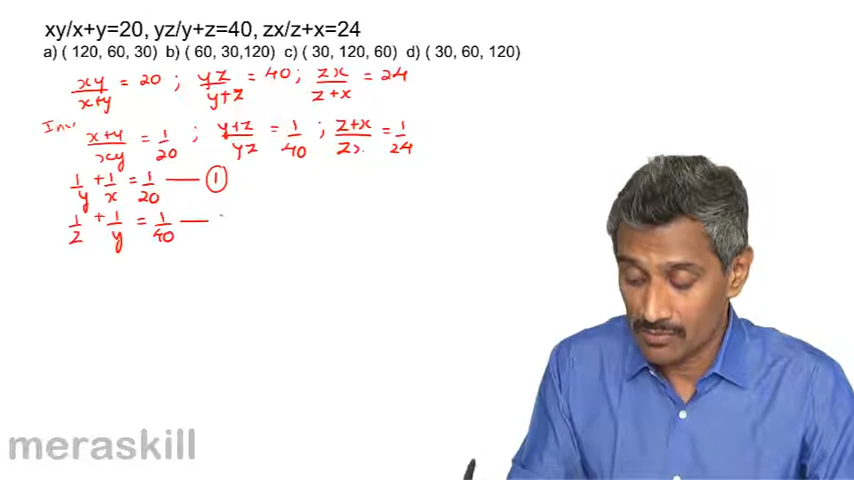 xy/x+y=20, yz/y+z=40, zx/z+x=24
a) ( 120, 60, 30) b) ( 60, 30,120) c) ( 30, 120, 60) d) ( 30, 60, 120)
xy/x+y = 20 ; yz/y+z = 40 ; zx/z+x = 24
Inv x+y/xy = 1/20 ; y+z/yz = 1/40 ; z+x/zx = 1/24
1/y + 1/x = 1/20 — 1
1/z + 1/y = 1/40 —
meraskill